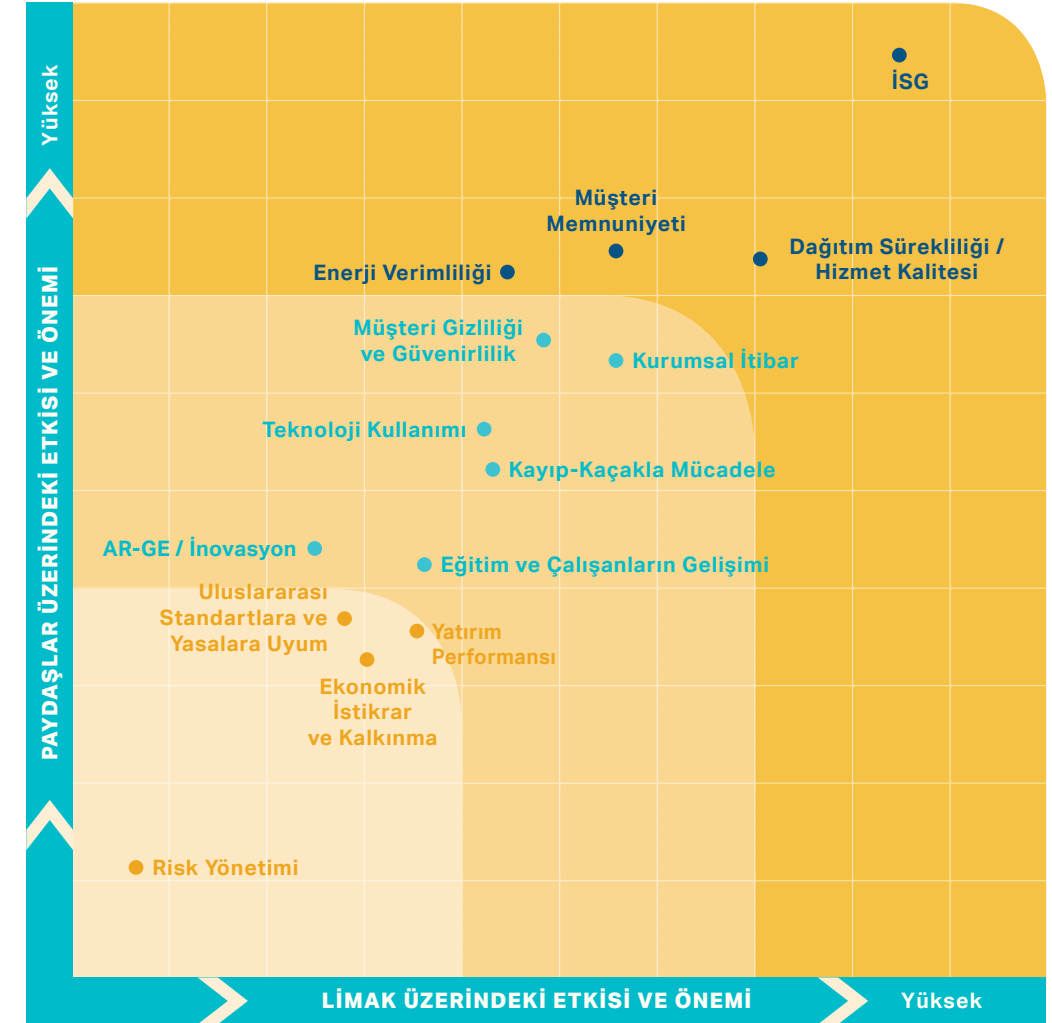 Yüksek
PAYDAŞLAR ÜZERİNDEKİ ETKİSİ VE ÖNEMİ
İSG
Müşteri
Memnuniyeti
Dağıtım Sürekliliği /
Hizmet Kalitesi
Enerji Verimliliği
Müşteri Gizliliği
ve Güvenirlilik
Kurumsal İtibar
Teknoloji Kullanımı
Kayıp-Kaçakla Mücadele
AR-GE / İnovasyon
Eğitim ve Çalışanların Gelişimi
Uluslararası
Standartlara ve
Yasalara Uyum
Yatırım
Performansı
Ekonomik
İstikrar
ve Kalkınma
Risk Yönetimi
LİMAK ÜZERİNDEKİ ETKİSİ VE ÖNEMİ
Yüksek